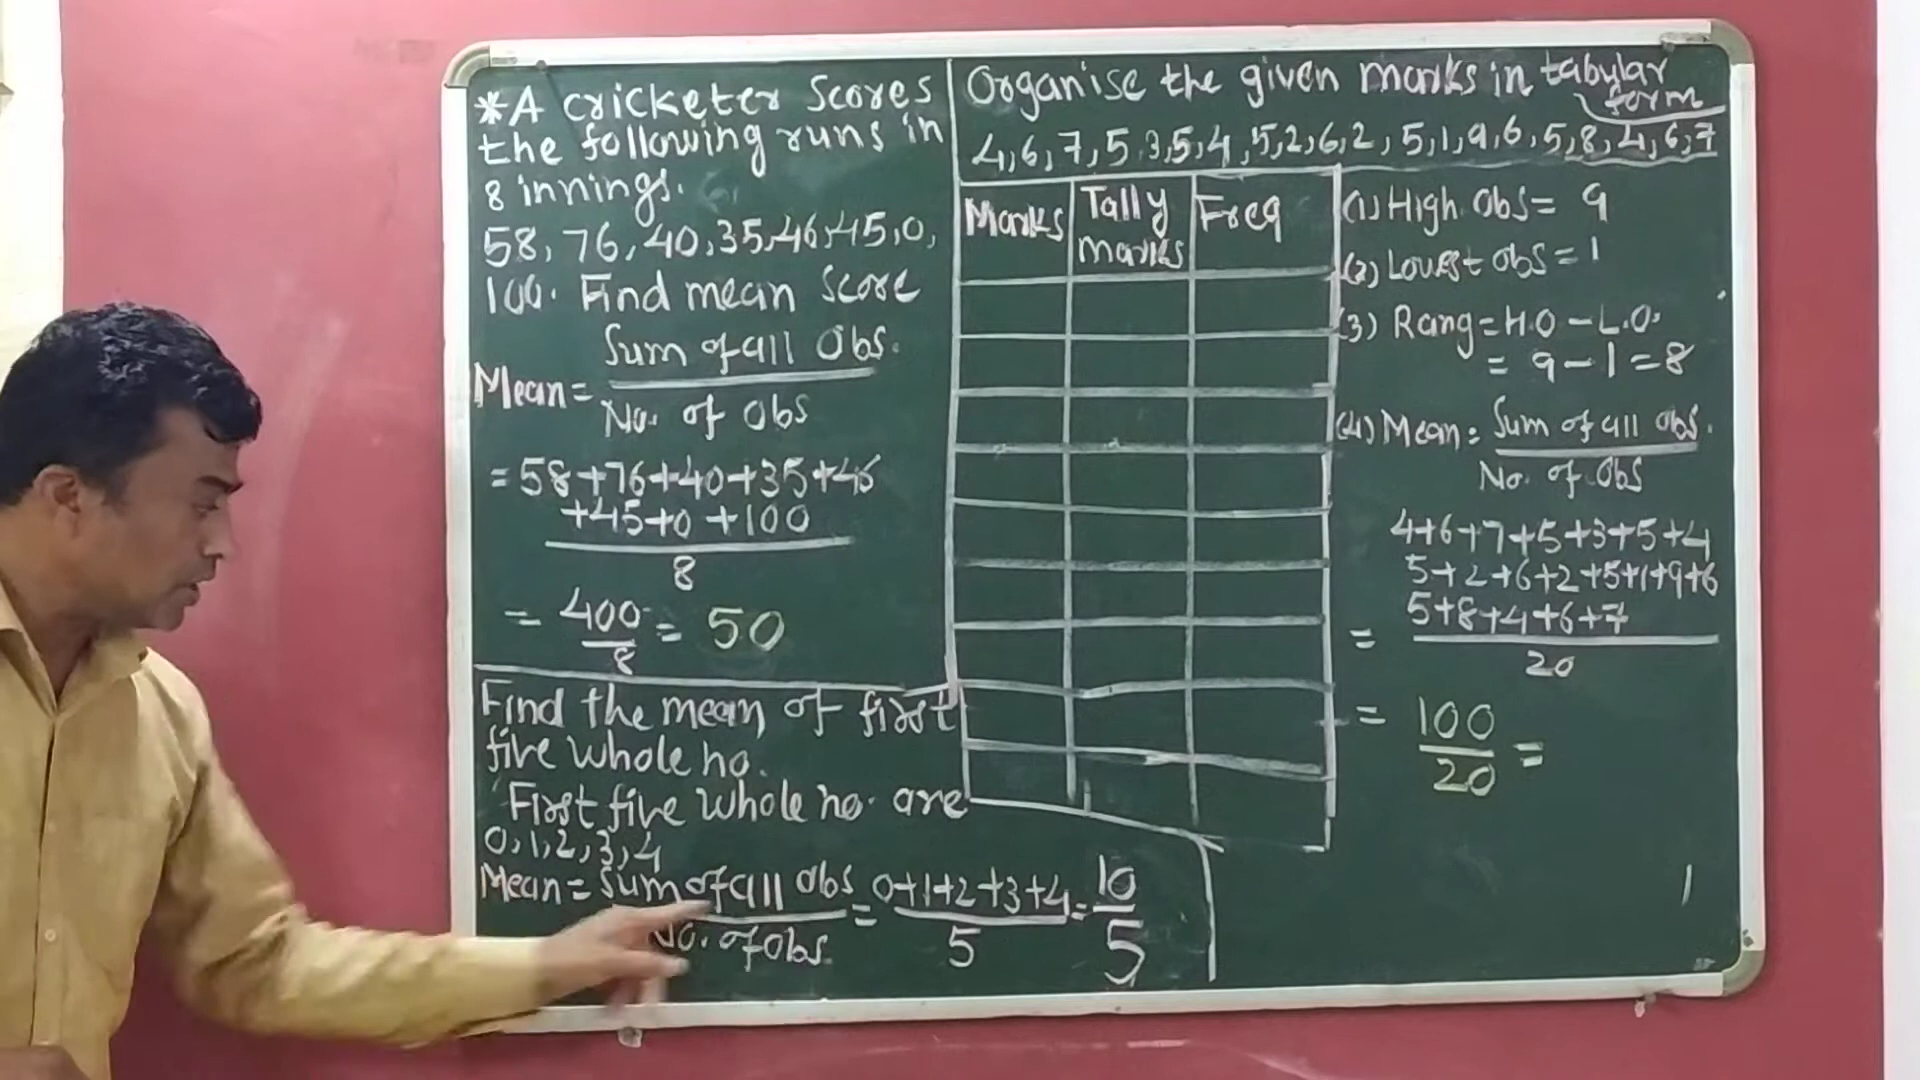 *A cricketer scores
the following runs in
8 innings.
58, 76, 40, 35, 46, 45, 0,
100. Find mean score
Mean = Sum of all Obs.
No. of Obs
= 58+76+40+35+46
+45+0+100
8
= 400/8 = 50
Find the mean of first
five whole no.
First five whole no. are
0,1,2,3,4
Mean = Sum of all obs = 0+1+2+3+4 = 10
No. of Obs. 5 5
Organise the given marks in tabular
form
4,6,7,5,3,5,4,5,2,6,2,5,1,9,6,5,8,4,6,7
Marks Tally Freq
marks
(1) High Obs = 9
(2) Lowest obs = 1
(3) Rang = H.O - L.O.
= 9 - 1 = 8
(4) Mean = Sum of all obs.
No. of Obs
4+6+7+5+3+5+4
5+2+6+2+5+1+9+6
5+8+4+6+7
=
20
= 100
20 =